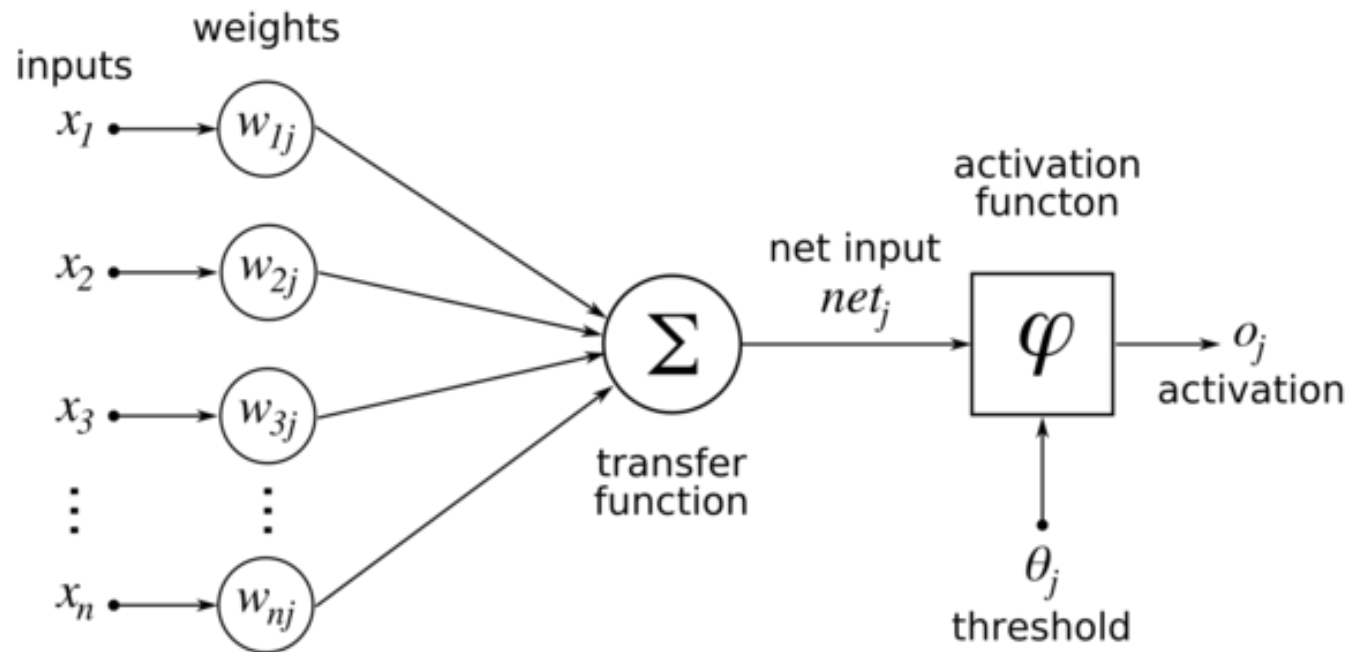 weights
inputs
x₁
w₁ⱼ
x₂
w₂ⱼ
x₃
w₃ⱼ
⋮ ⋮
xₙ
wₙⱼ
Σ
transfer
function
net input
netⱼ
activation
functon
φ
oⱼ
activation
θⱼ
threshold